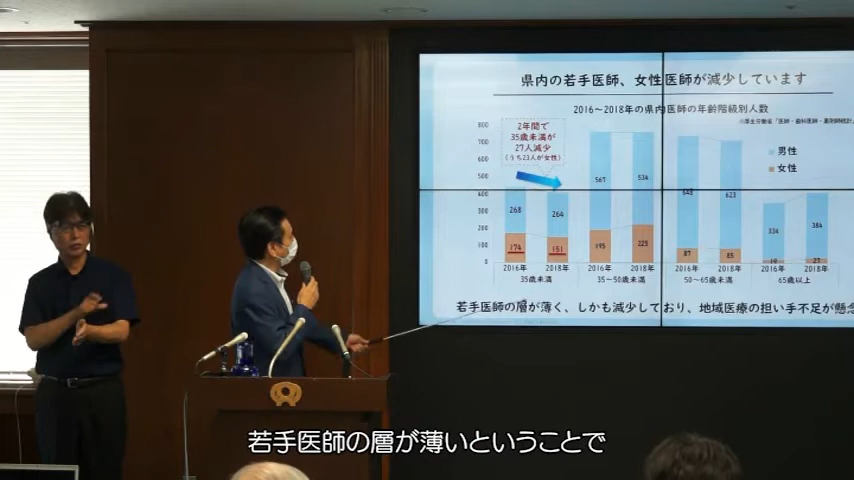 県内の若手医師、女性医師が減少しています
2016～2018年の県内医師の年齢階級別人数
2年間で
35歳未満が
27人減少
(うち23人が女性)
男性
女性
800
700
600
500
400
300
200
100
0
268 264 567 534 648 623 334 384
174 151 195 225 87 85 19 27
2016年 2018年 2016年 2018年 2016年 2018年 2016年 2018年
35歳未満 35～50歳未満 50～65歳未満 65歳以上
若手医師の層が薄く、しかも減少しており、地域医療の担い手不足が懸念
若手医師の層が薄いということで